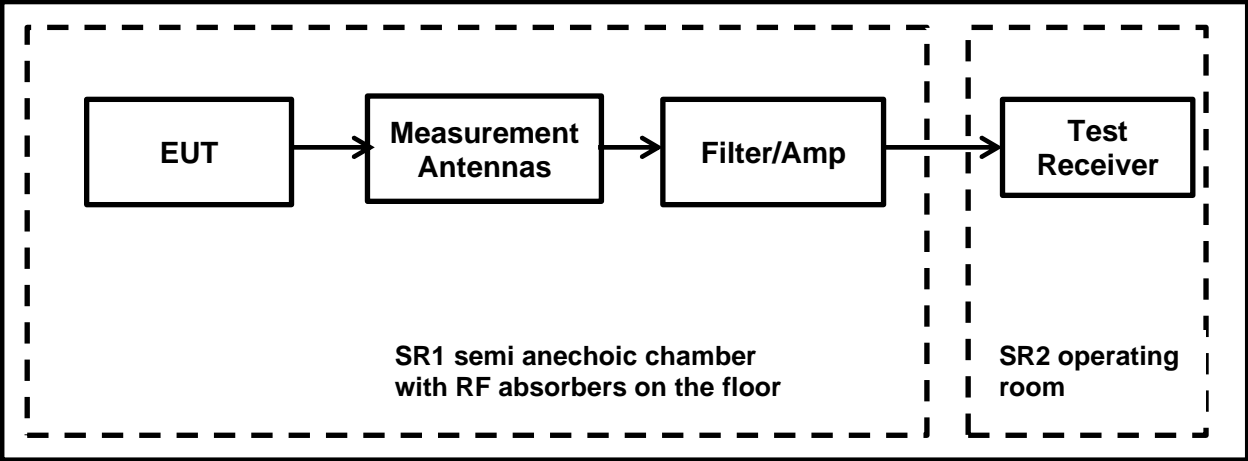 EUT
Measurement
Antennas
Filter/Amp
Test
Receiver
SR1 semi anechoic chamber
with RF absorbers on the floor
SR2 operating
room